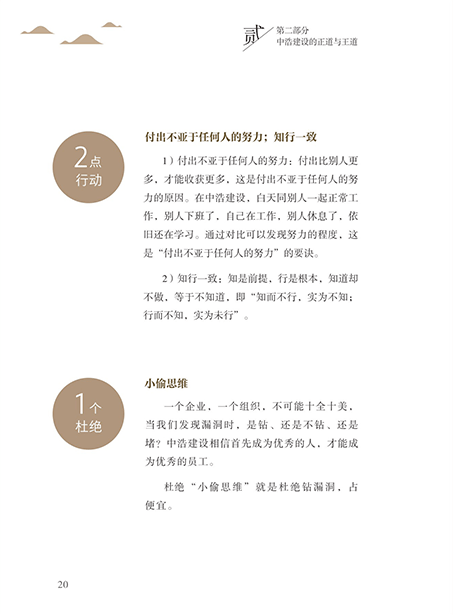 贰
第二部分
中浩建设的正道与王道
2点
行动
付出不亚于任何人的努力；知行一致
1）付出不亚于任何人的努力：付出比别人更
多，才能收获更多，这是付出不亚于任何人的努
力的原因。在中浩建设，白天同别人一起正常工
作，别人下班了，自己在工作，别人休息了，依
旧还在学习。通过对比可以发现努力的程度，这
是“付出不亚于任何人的努力”的要诀。
2）知行一致：知是前提，行是根本，知道却
不做，等于不知道，即“知而不行，实为不知；
行而不知，实为未行”。
1个
杜绝
小偷思维
一个企业，一个组织，不可能十全十美，
当我们发现漏洞时，是钻、还是不钻、还是
堵？中浩建设相信首先成为优秀的人，才能成
为优秀的员工。
杜绝“小偷思维”就是杜绝钻漏洞，占
便宜。
20